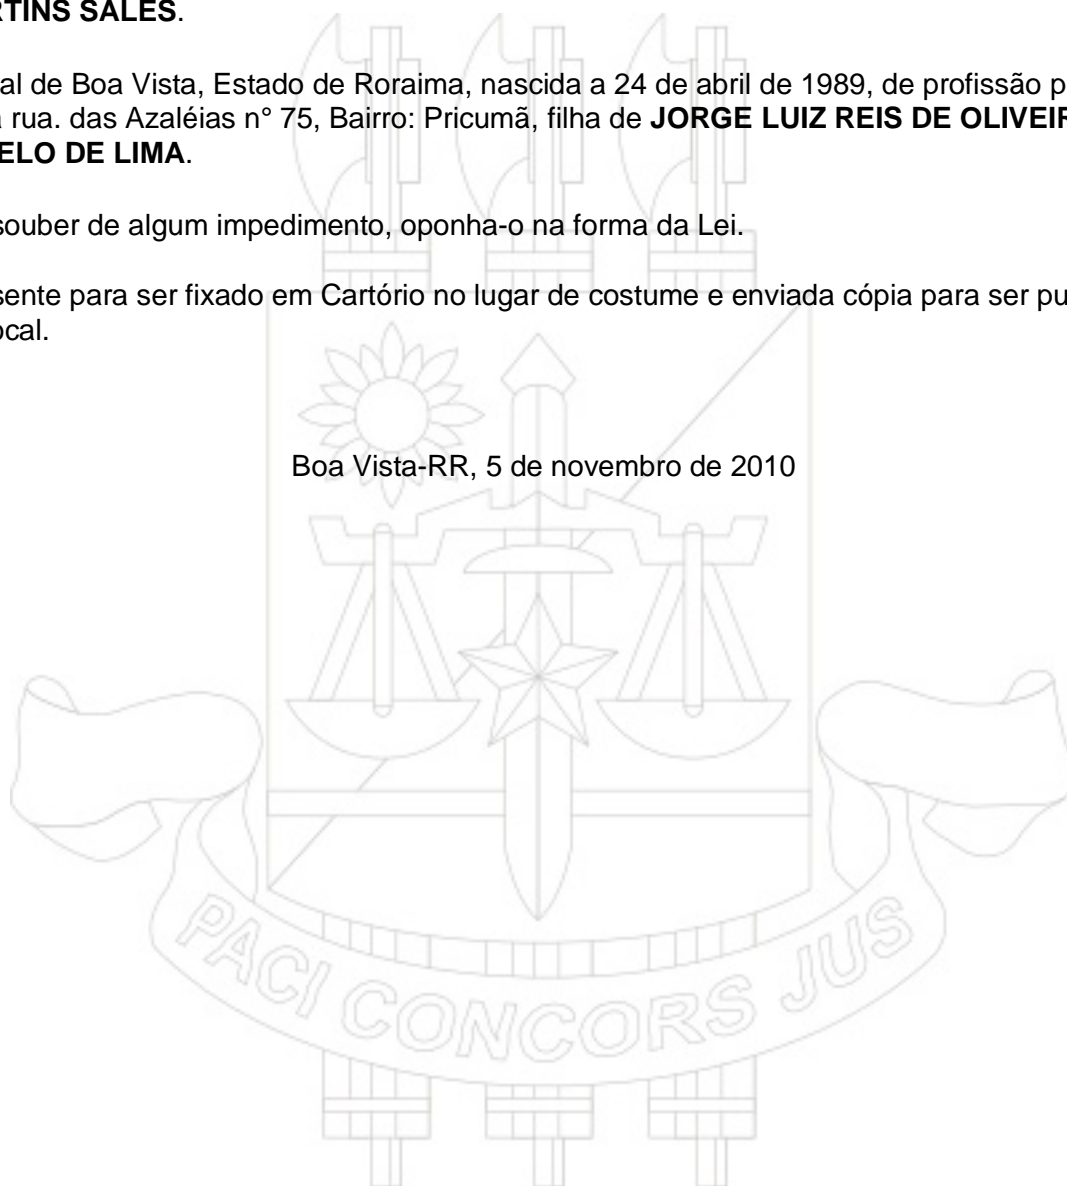 RTINS SALES.
al de Boa Vista, Estado de Roraima, nascida a 24 de abril de 1989, de profissão p
rua. das Azaléias n° 75, Bairro: Pricumã, filha de JORGE LUIZ REIS DE OLIVEIR
ELO DE LIMA.
souber de algum impedimento, oponha-o na forma da Lei.
sente para ser fixado em Cartório no lugar de costume e enviada cópia para ser pu
ocal.
Boa Vista-RR, 5 de novembro de 2010
PACI CONCORS JUS